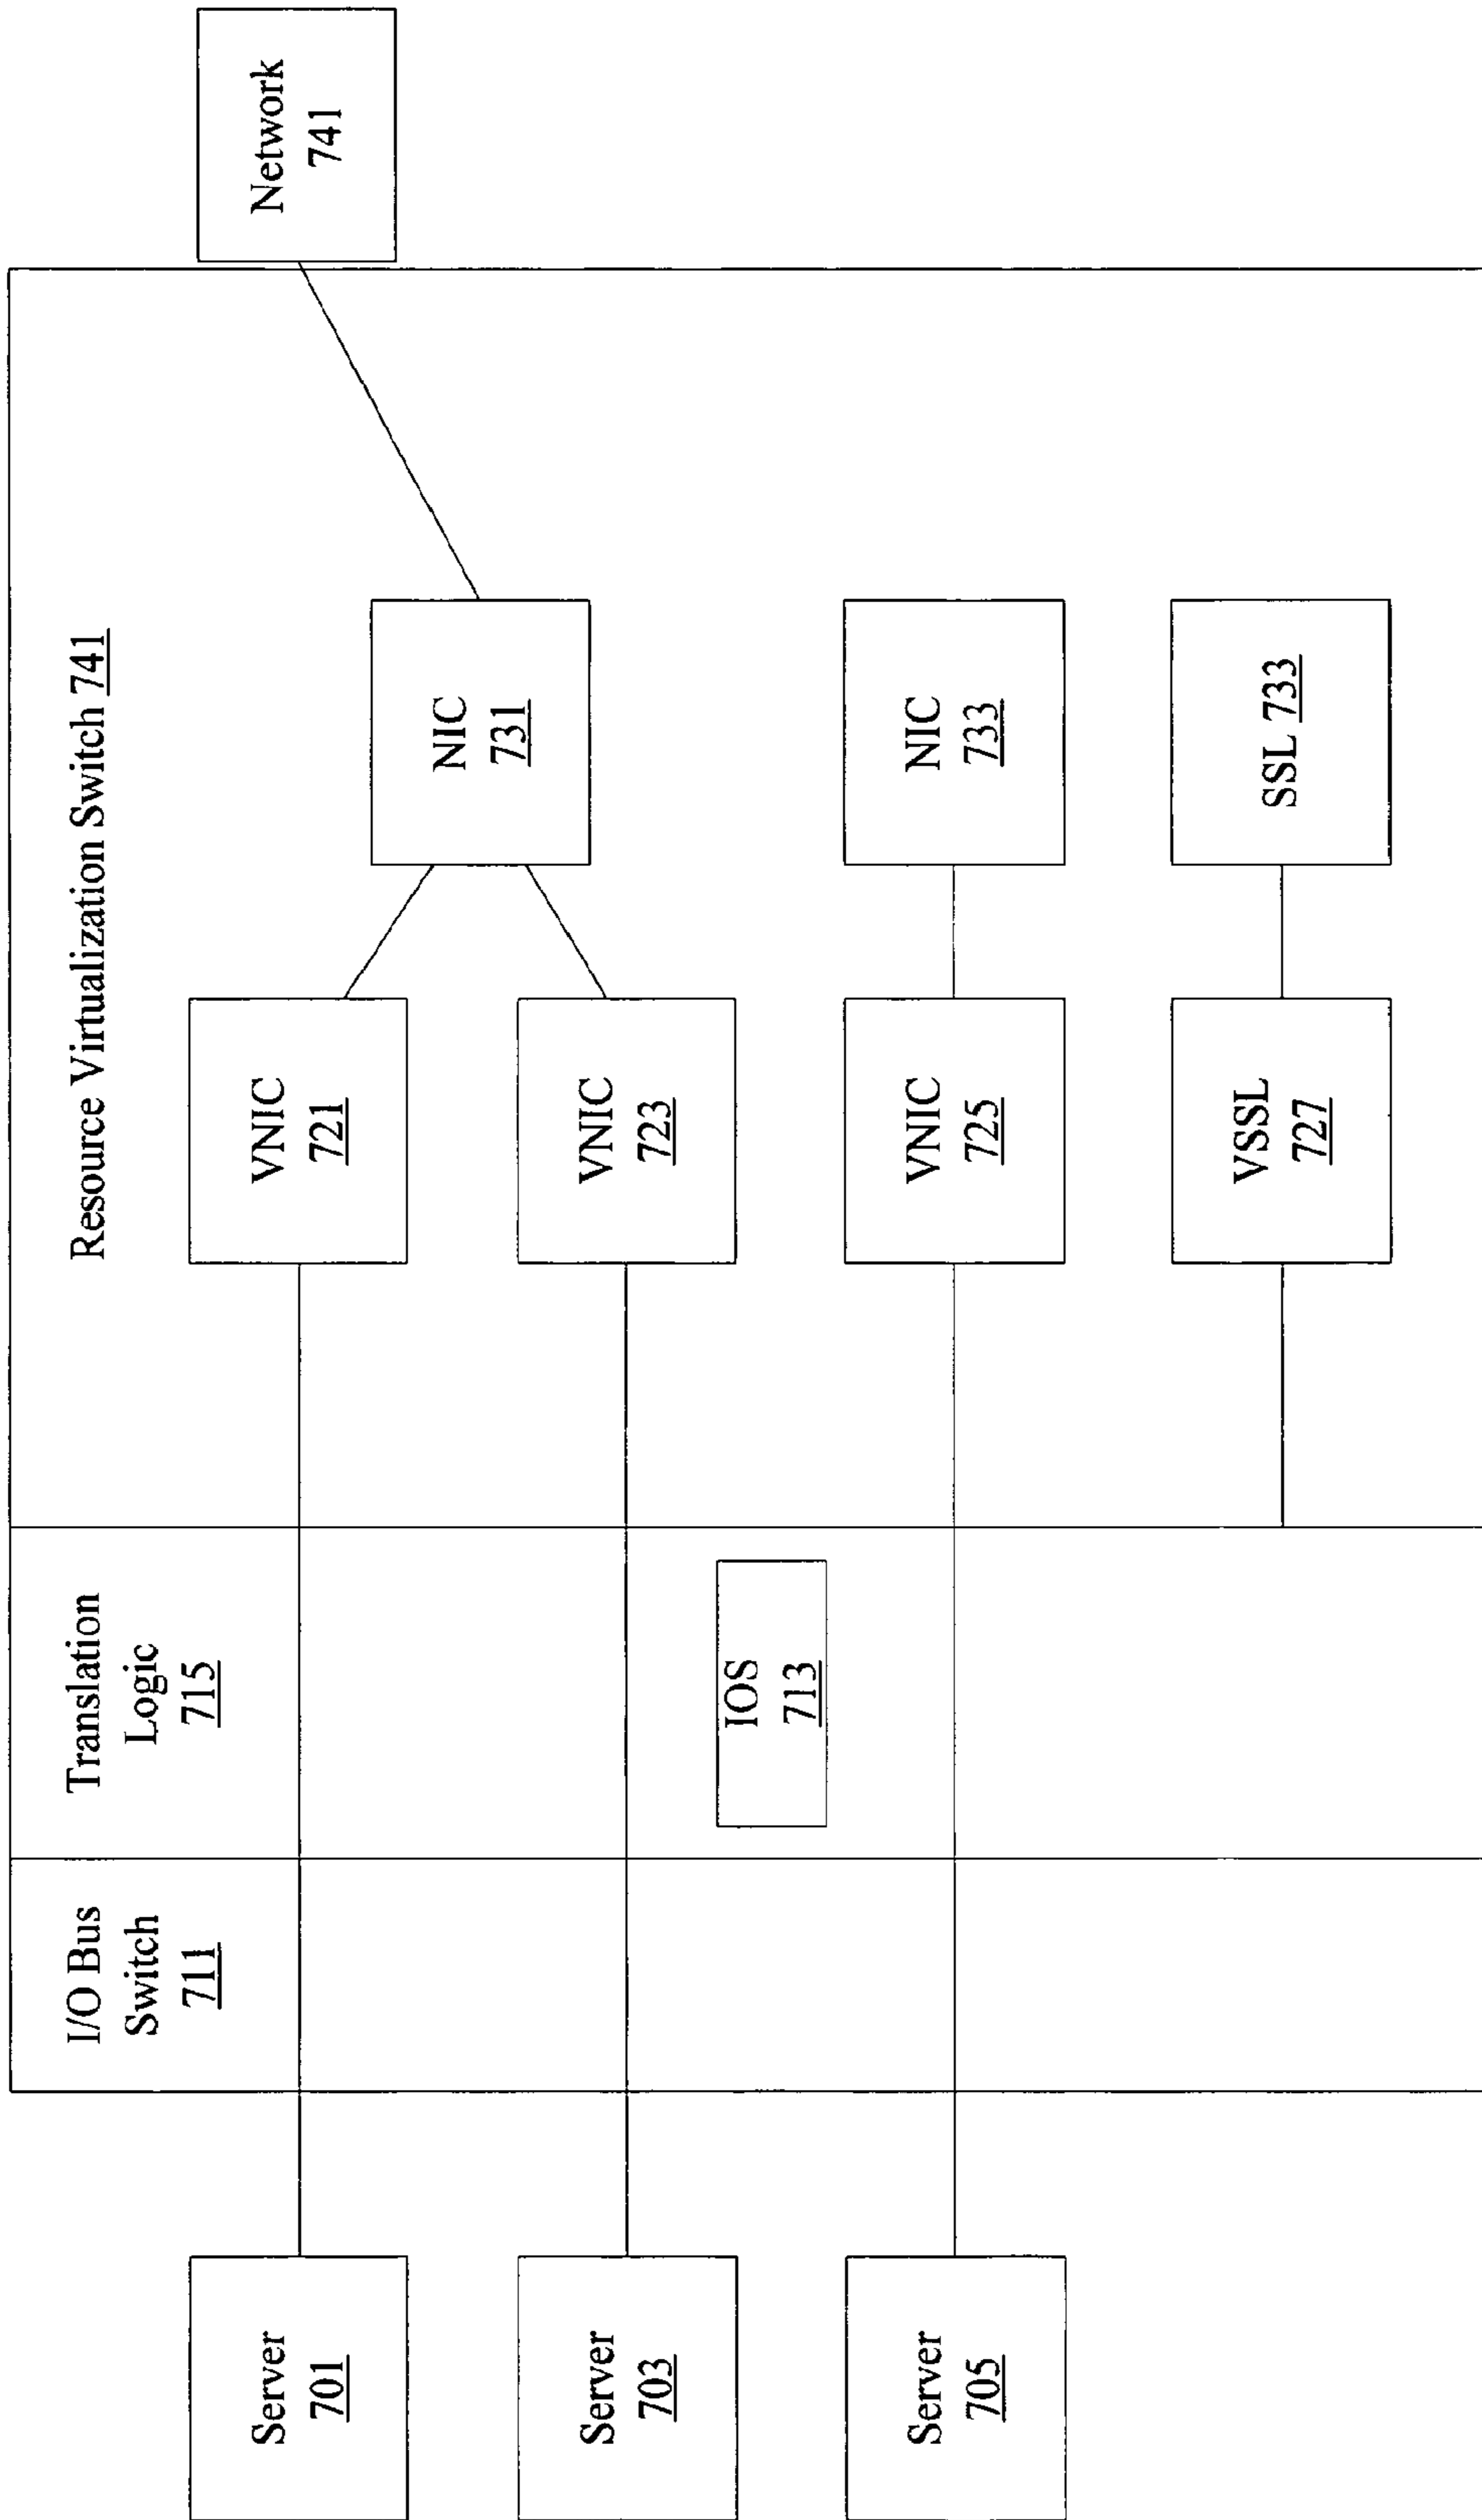 I/O Bus
Switch
711
Translation
Logic
715
Resource Virtualization Switch 741
Network
741
Server
701
VNIC
721
NIC
731
Server
703
VNIC
723
IOS
713
Server
705
VNIC
725
NIC
733
VSSL
727
SSL 733